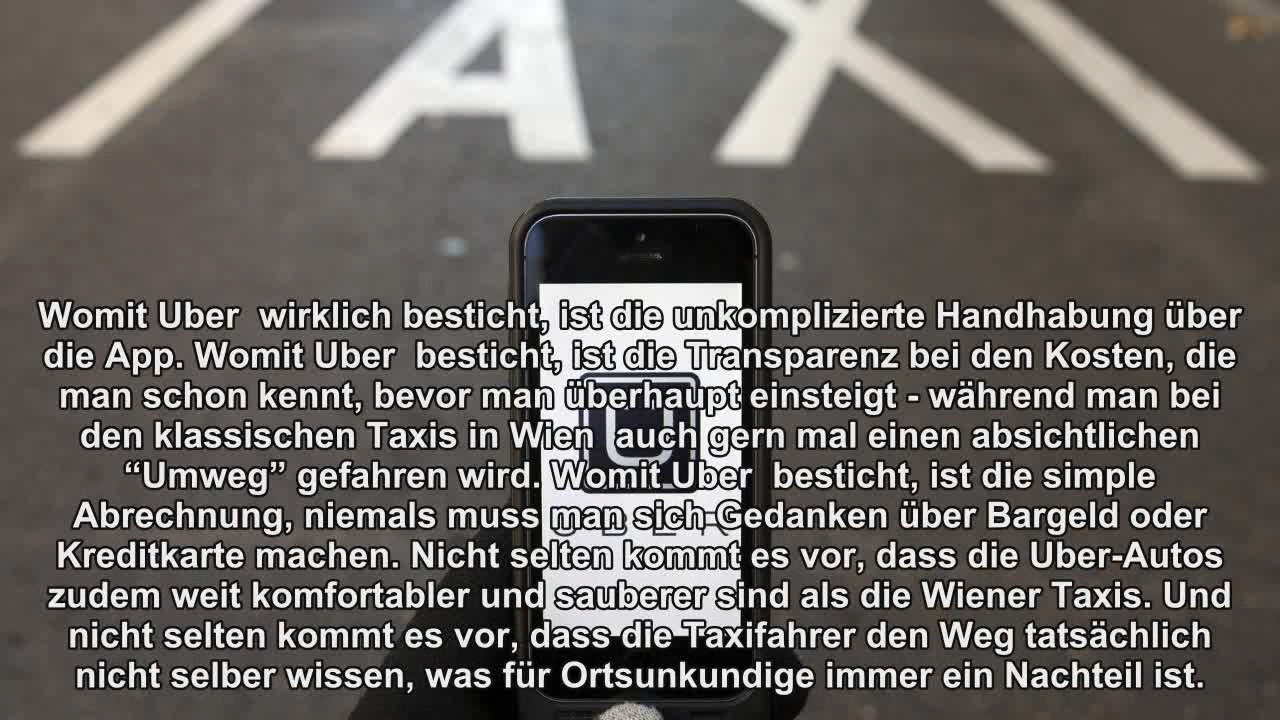 TAXI
Womit Uber  wirklich besticht, ist die unkomplizierte Handhabung über
die App. Womit Uber  besticht, ist die Transparenz bei den Kosten, die
man schon kennt, bevor man überhaupt einsteigt - während man bei
den klassischen Taxis in Wien  auch gern mal einen absichtlichen
“Umweg” gefahren wird. Womit Uber  besticht, ist die simple
Abrechnung, niemals muss man sich Gedanken über Bargeld oder
Kreditkarte machen. Nicht selten kommt es vor, dass die Uber-Autos
zudem weit komfortabler und sauberer sind als die Wiener Taxis. Und
nicht selten kommt es vor, dass die Taxifahrer den Weg tatsächlich
nicht selber wissen, was für Ortsunkundige immer ein Nachteil ist.